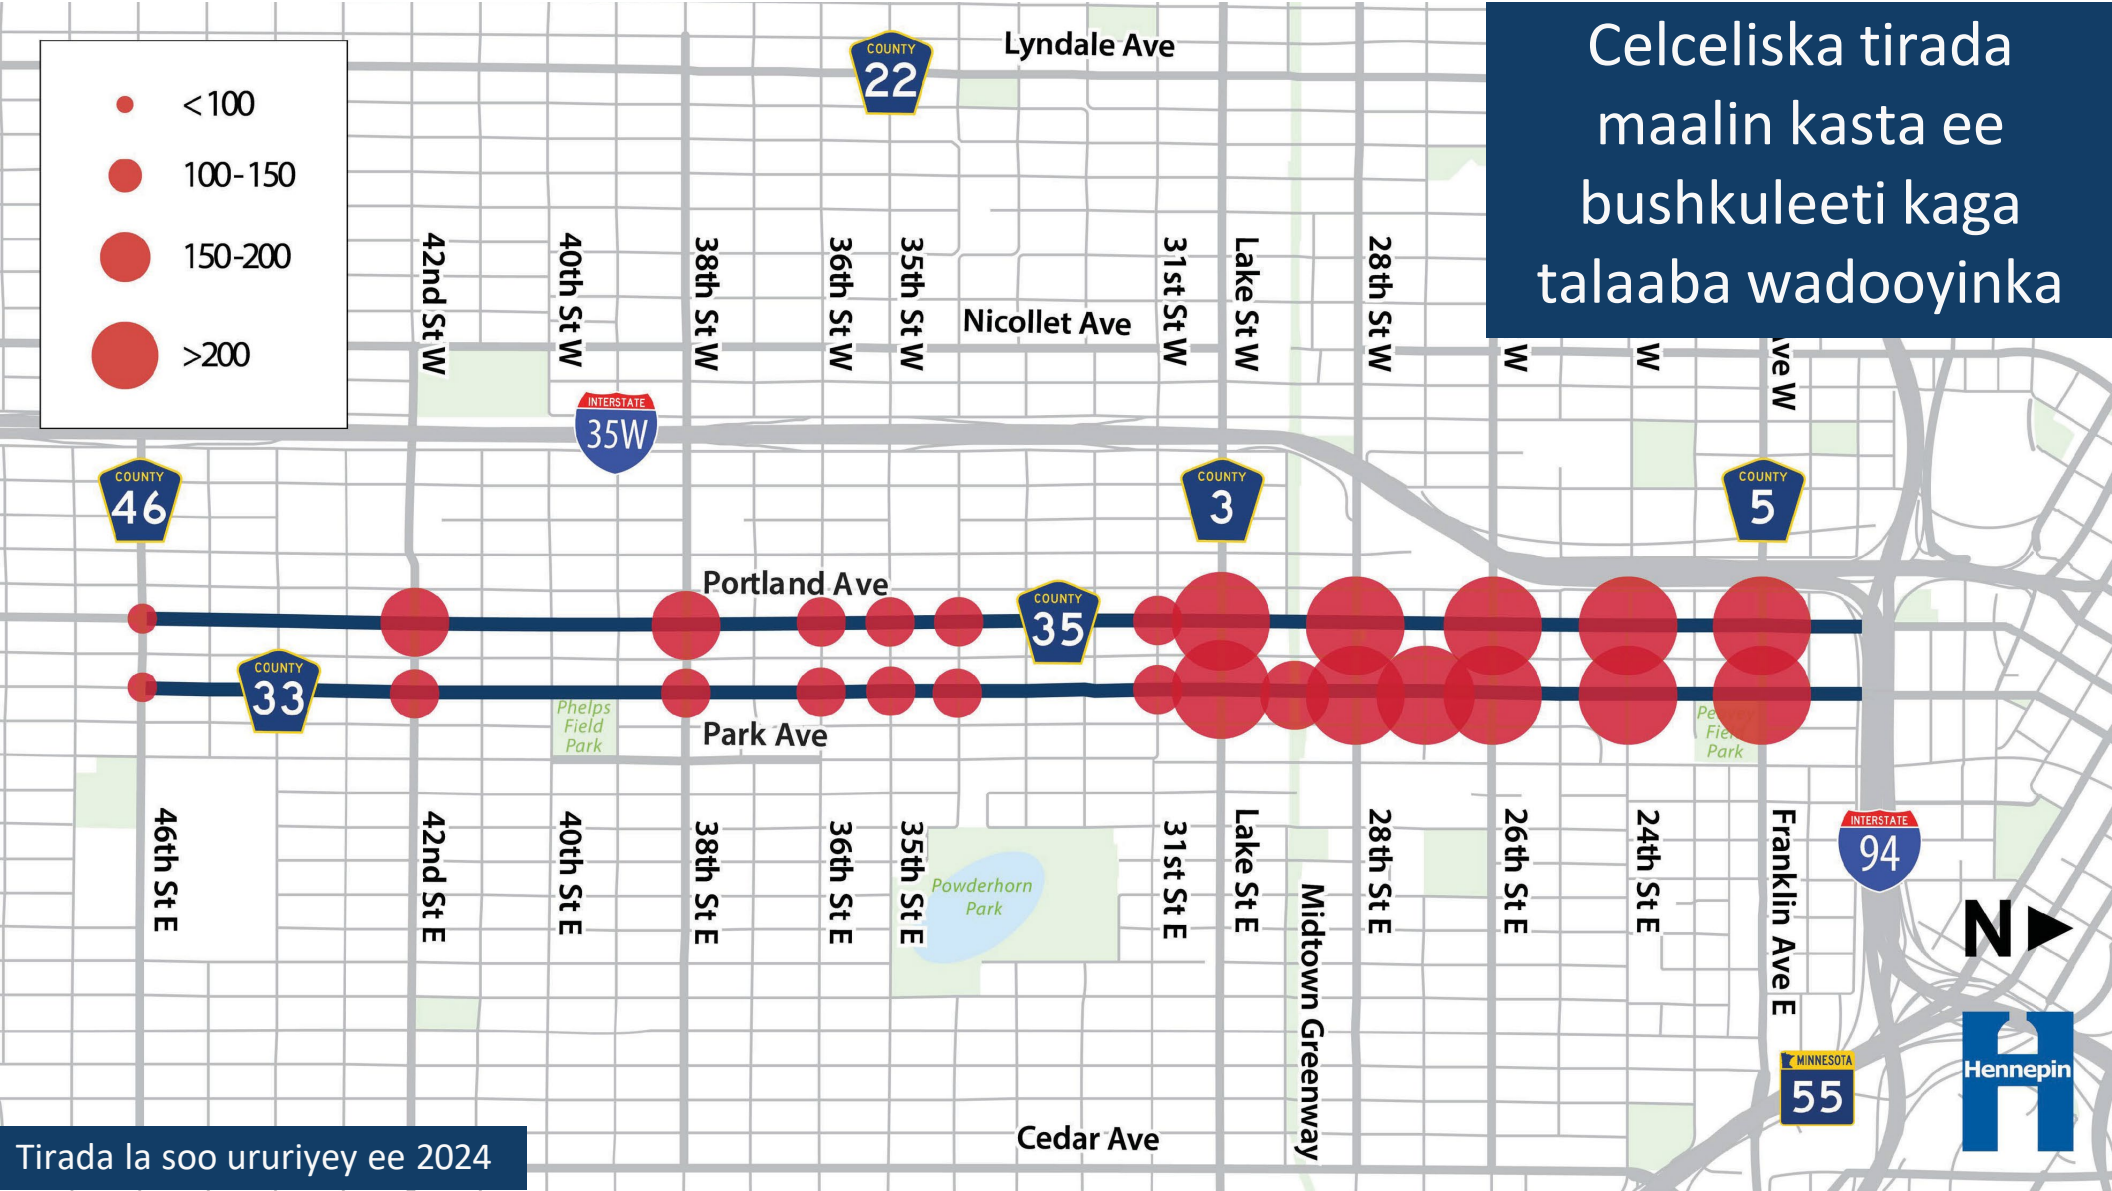 Celceliska tirada
maalin kasta ee
bushkuleeti kaga
talaaba wadooyinka
<100
100-150
150-200
>200
COUNTY
22
Lyndale Ave
42nd St W
40th St W
38th St W
36th St W
35th St W
Nicollet Ave
31st St W
Lake St W
28th St W
W
W
Ave W
INTERSTATE
35W
COUNTY
46
COUNTY
3
COUNTY
5
Portland Ave
COUNTY
35
COUNTY
33
Phelps
Field
Park
Park Ave
Field
Park
46th St E
42nd St E
40th St E
38th St E
36th St E
35th St E
Powderhorn
Park
31st St E
Lake St E
Midtown Greenway
28th St E
26th St E
24th St E
Franklin Ave E
INTERSTATE
94
N
MINNESOTA
55
Hennepin
Cedar Ave
Tirada la soo ururiyey ee 2024